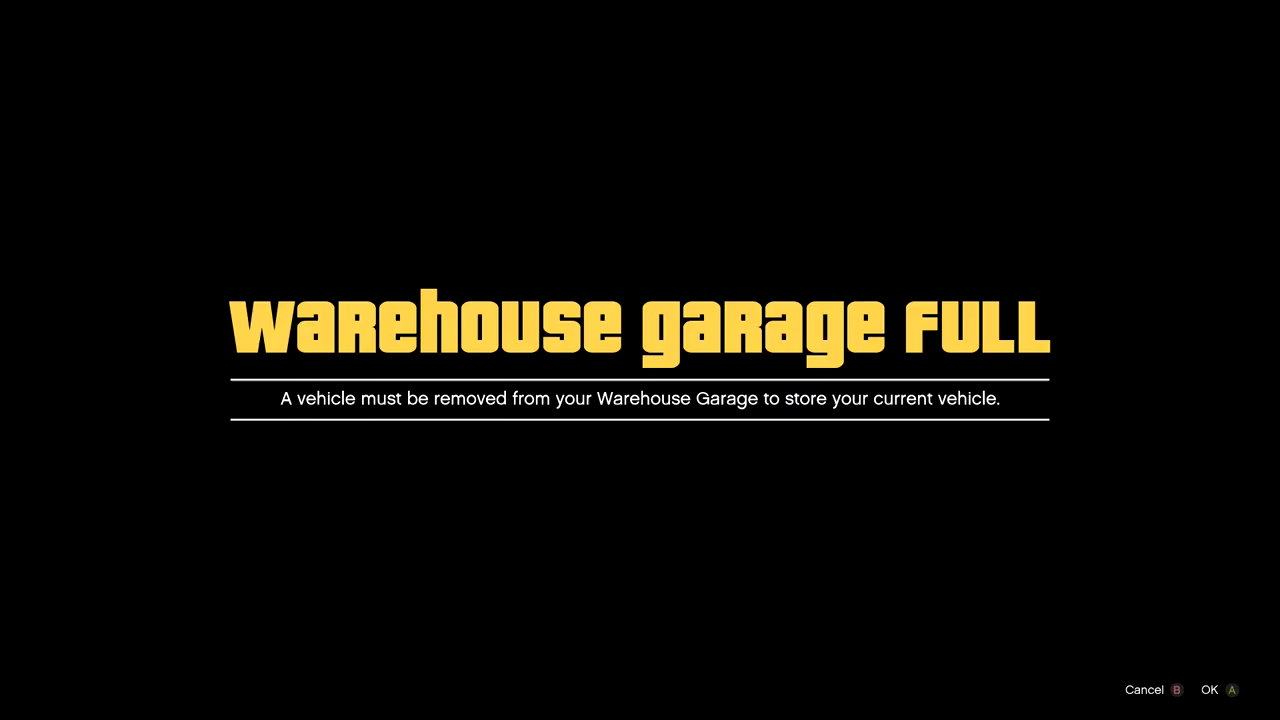 warehouse garage FULL
A vehicle must be removed from your Warehouse Garage to store your current vehicle.
Cancel B OK A